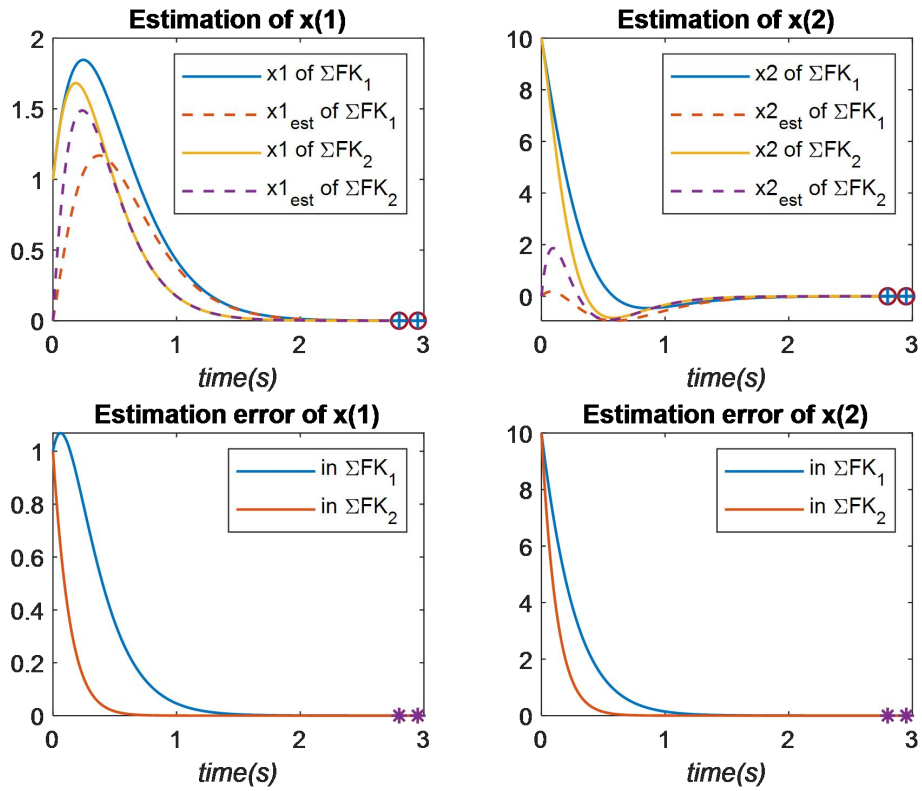 Estimation of x(1)
2
1.5
1
0.5
0
0
1
2
3
time(s)
x1 of ΣFK₁
x1ₑₛₜ of ΣFK₁
x1 of ΣFK₂
x1ₑₛₜ of ΣFK₂
Estimation of x(2)
10
8
6
4
2
0
0
1
2
3
time(s)
x2 of ΣFK₁
x2ₑₛₜ of ΣFK₁
x2 of ΣFK₂
x2ₑₛₜ of ΣFK₂
Estimation error of x(1)
1
0.8
0.6
0.4
0.2
0
0
1
2
3
time(s)
in ΣFK₁
in ΣFK₂
Estimation error of x(2)
10
8
6
4
2
0
0
1
2
3
time(s)
in ΣFK₁
in ΣFK₂